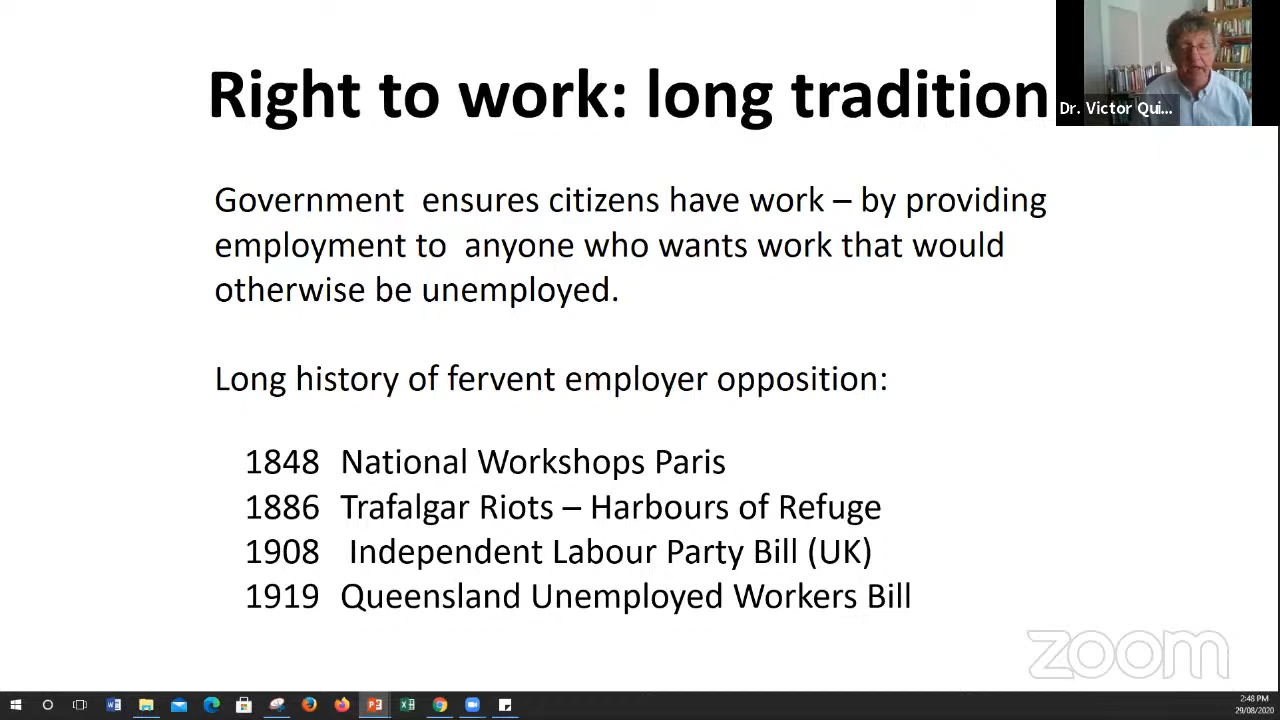 Right to work: long tradition
Dr. Victor Qui...
Government ensures citizens have work – by providing
employment to anyone who wants work that would
otherwise be unemployed.
Long history of fervent employer opposition:
1848 National Workshops Paris
1886 Trafalgar Riots – Harbours of Refuge
1908 Independent Labour Party Bill (UK)
1919 Queensland Unemployed Workers Bill
zoom
2:48 PM
29/08/2020